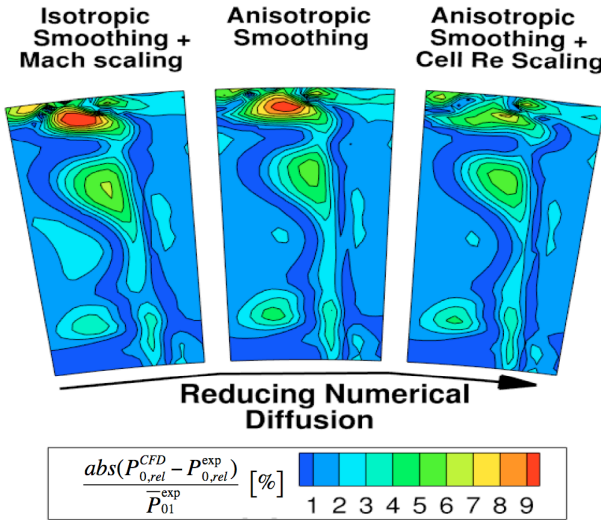 Isotropic
Smoothing +
Mach scaling
Anisotropic
Smoothing
Anisotropic
Smoothing +
Cell Re Scaling
Reducing Numerical
Diffusion
abs(P_{0,rel}^{CFD} − P_{0,rel}^{exp}) / \overline{P}_{01}^{exp} [%]
1 2 3 4 5 6 7 8 9